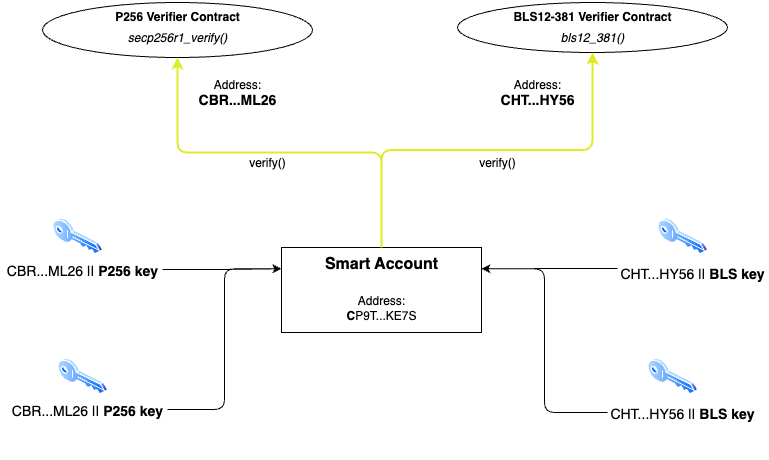 P256 Verifier Contract
secp256r1_verify()
BLS12-381 Verifier Contract
bls12_381()
Address:
CBR...ML26
Address:
CHT...HY56
verify()
verify()
Smart Account
Address:
CP9T...KE7S
CBR...ML26 || P256 key
CHT...HY56 || BLS key
CBR...ML26 || P256 key
CHT...HY56 || BLS key